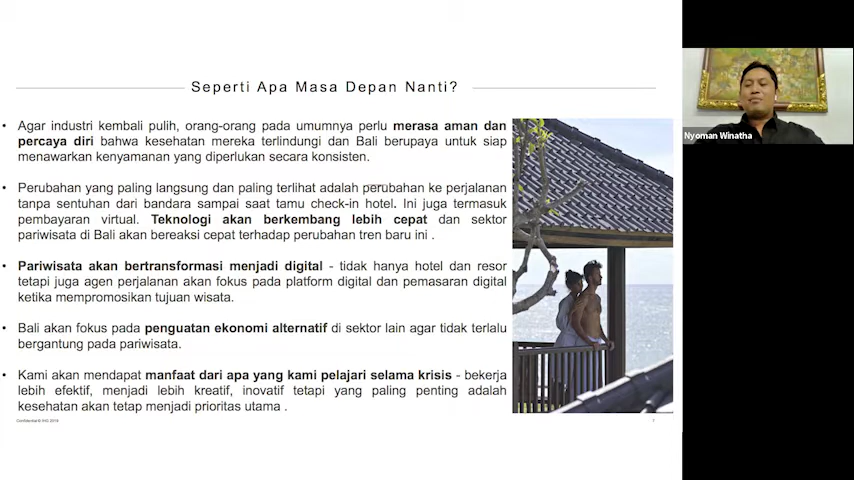 Seperti Apa Masa Depan Nanti?
• Agar industri kembali pulih, orang-orang pada umumnya perlu merasa aman dan
percaya diri bahwa kesehatan mereka terlindungi dan Bali berupaya untuk siap
menawarkan kenyamanan yang diperlukan secara konsisten.
• Perubahan yang paling langsung dan paling terlihat adalah perubahan ke perjalanan
tanpa sentuhan dari bandara sampai saat tamu check-in hotel. Ini juga termasuk
pembayaran virtual. Teknologi akan berkembang lebih cepat dan sektor
pariwisata di Bali akan bereaksi cepat terhadap perubahan tren baru ini .
• Pariwisata akan bertransformasi menjadi digital - tidak hanya hotel dan resor
tetapi juga agen perjalanan akan fokus pada platform digital dan pemasaran digital
ketika mempromosikan tujuan wisata.
• Bali akan fokus pada penguatan ekonomi alternatif di sektor lain agar tidak terlalu
bergantung pada pariwisata.
• Kami akan mendapat manfaat dari apa yang kami pelajari selama krisis - bekerja
lebih efektif, menjadi lebih kreatif, inovatif tetapi yang paling penting adalah
kesehatan akan tetap menjadi prioritas utama .
Confidential © IHG 2019
Nyoman Winatha